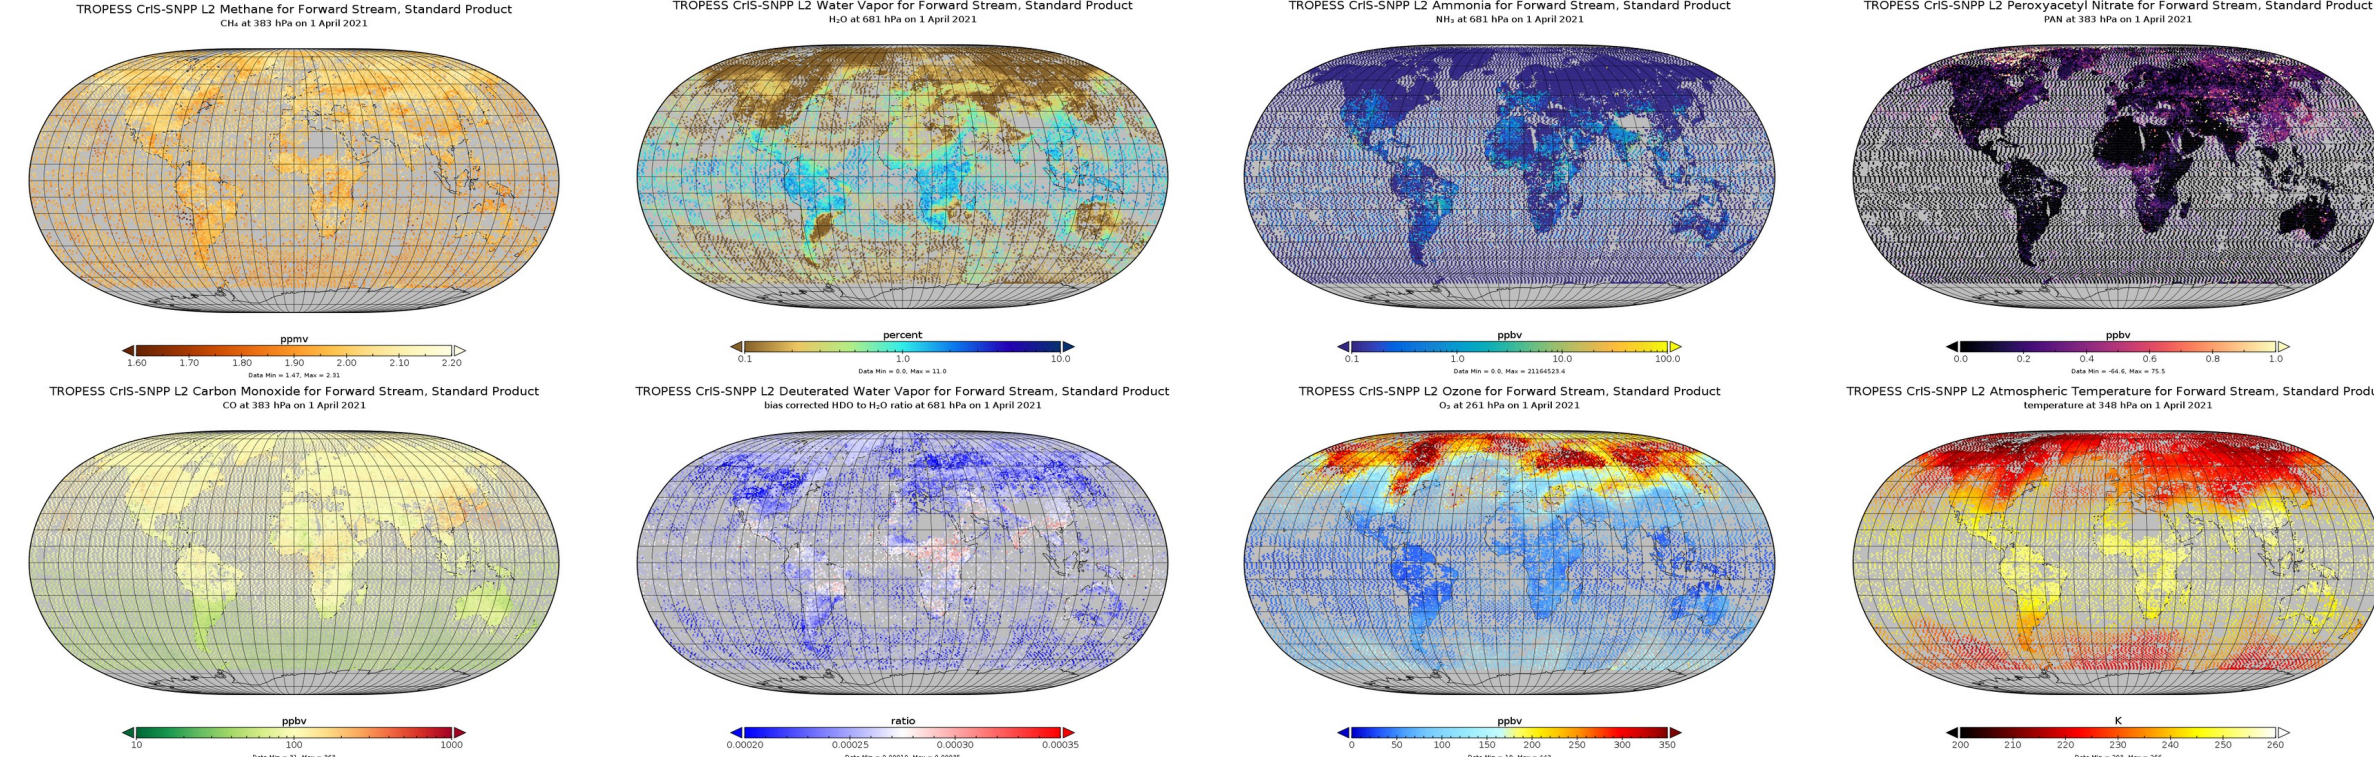 TROPESS CrIS-SNPP L2 Methane for Forward Stream, Standard Product
CH₄ at 383 hPa on 1 April 2021
ppmv
1.60 1.70 1.80 1.90 2.00 2.10 2.20
Data Min = 1.47, Max = 2.31
TROPESS CrIS-SNPP L2 Water Vapor for Forward Stream, Standard Product
H₂O at 681 hPa on 1 April 2021
percent
0.1 1.0 10.0
Data Min = 0.0, Max = 11.0
TROPESS CrIS-SNPP L2 Ammonia for Forward Stream, Standard Product
NH₃ at 681 hPa on 1 April 2021
ppbv
0.1 1.0 10.0 100.0
Data Min = 0.0, Max = 21164523.4
TROPESS CrIS-SNPP L2 Peroxyacetyl Nitrate for Forward Stream, Standard Product
PAN at 383 hPa on 1 April 2021
ppbv
0.0 0.2 0.4 0.6 0.8 1.0
Data Min = -64.6, Max = 75.5
TROPESS CrIS-SNPP L2 Carbon Monoxide for Forward Stream, Standard Product
CO at 383 hPa on 1 April 2021
ppbv
10 100 1000
TROPESS CrIS-SNPP L2 Deuterated Water Vapor for Forward Stream, Standard Product
bias corrected HDO to H₂O ratio at 681 hPa on 1 April 2021
ratio
0.00020 0.00025 0.00030 0.00035
TROPESS CrIS-SNPP L2 Ozone for Forward Stream, Standard Product
O₃ at 261 hPa on 1 April 2021
ppbv
0 50 100 150 200 250 300 350
TROPESS CrIS-SNPP L2 Atmospheric Temperature for Forward Stream, Standard Produ
temperature at 348 hPa on 1 April 2021
K
200 210 220 230 240 250 260